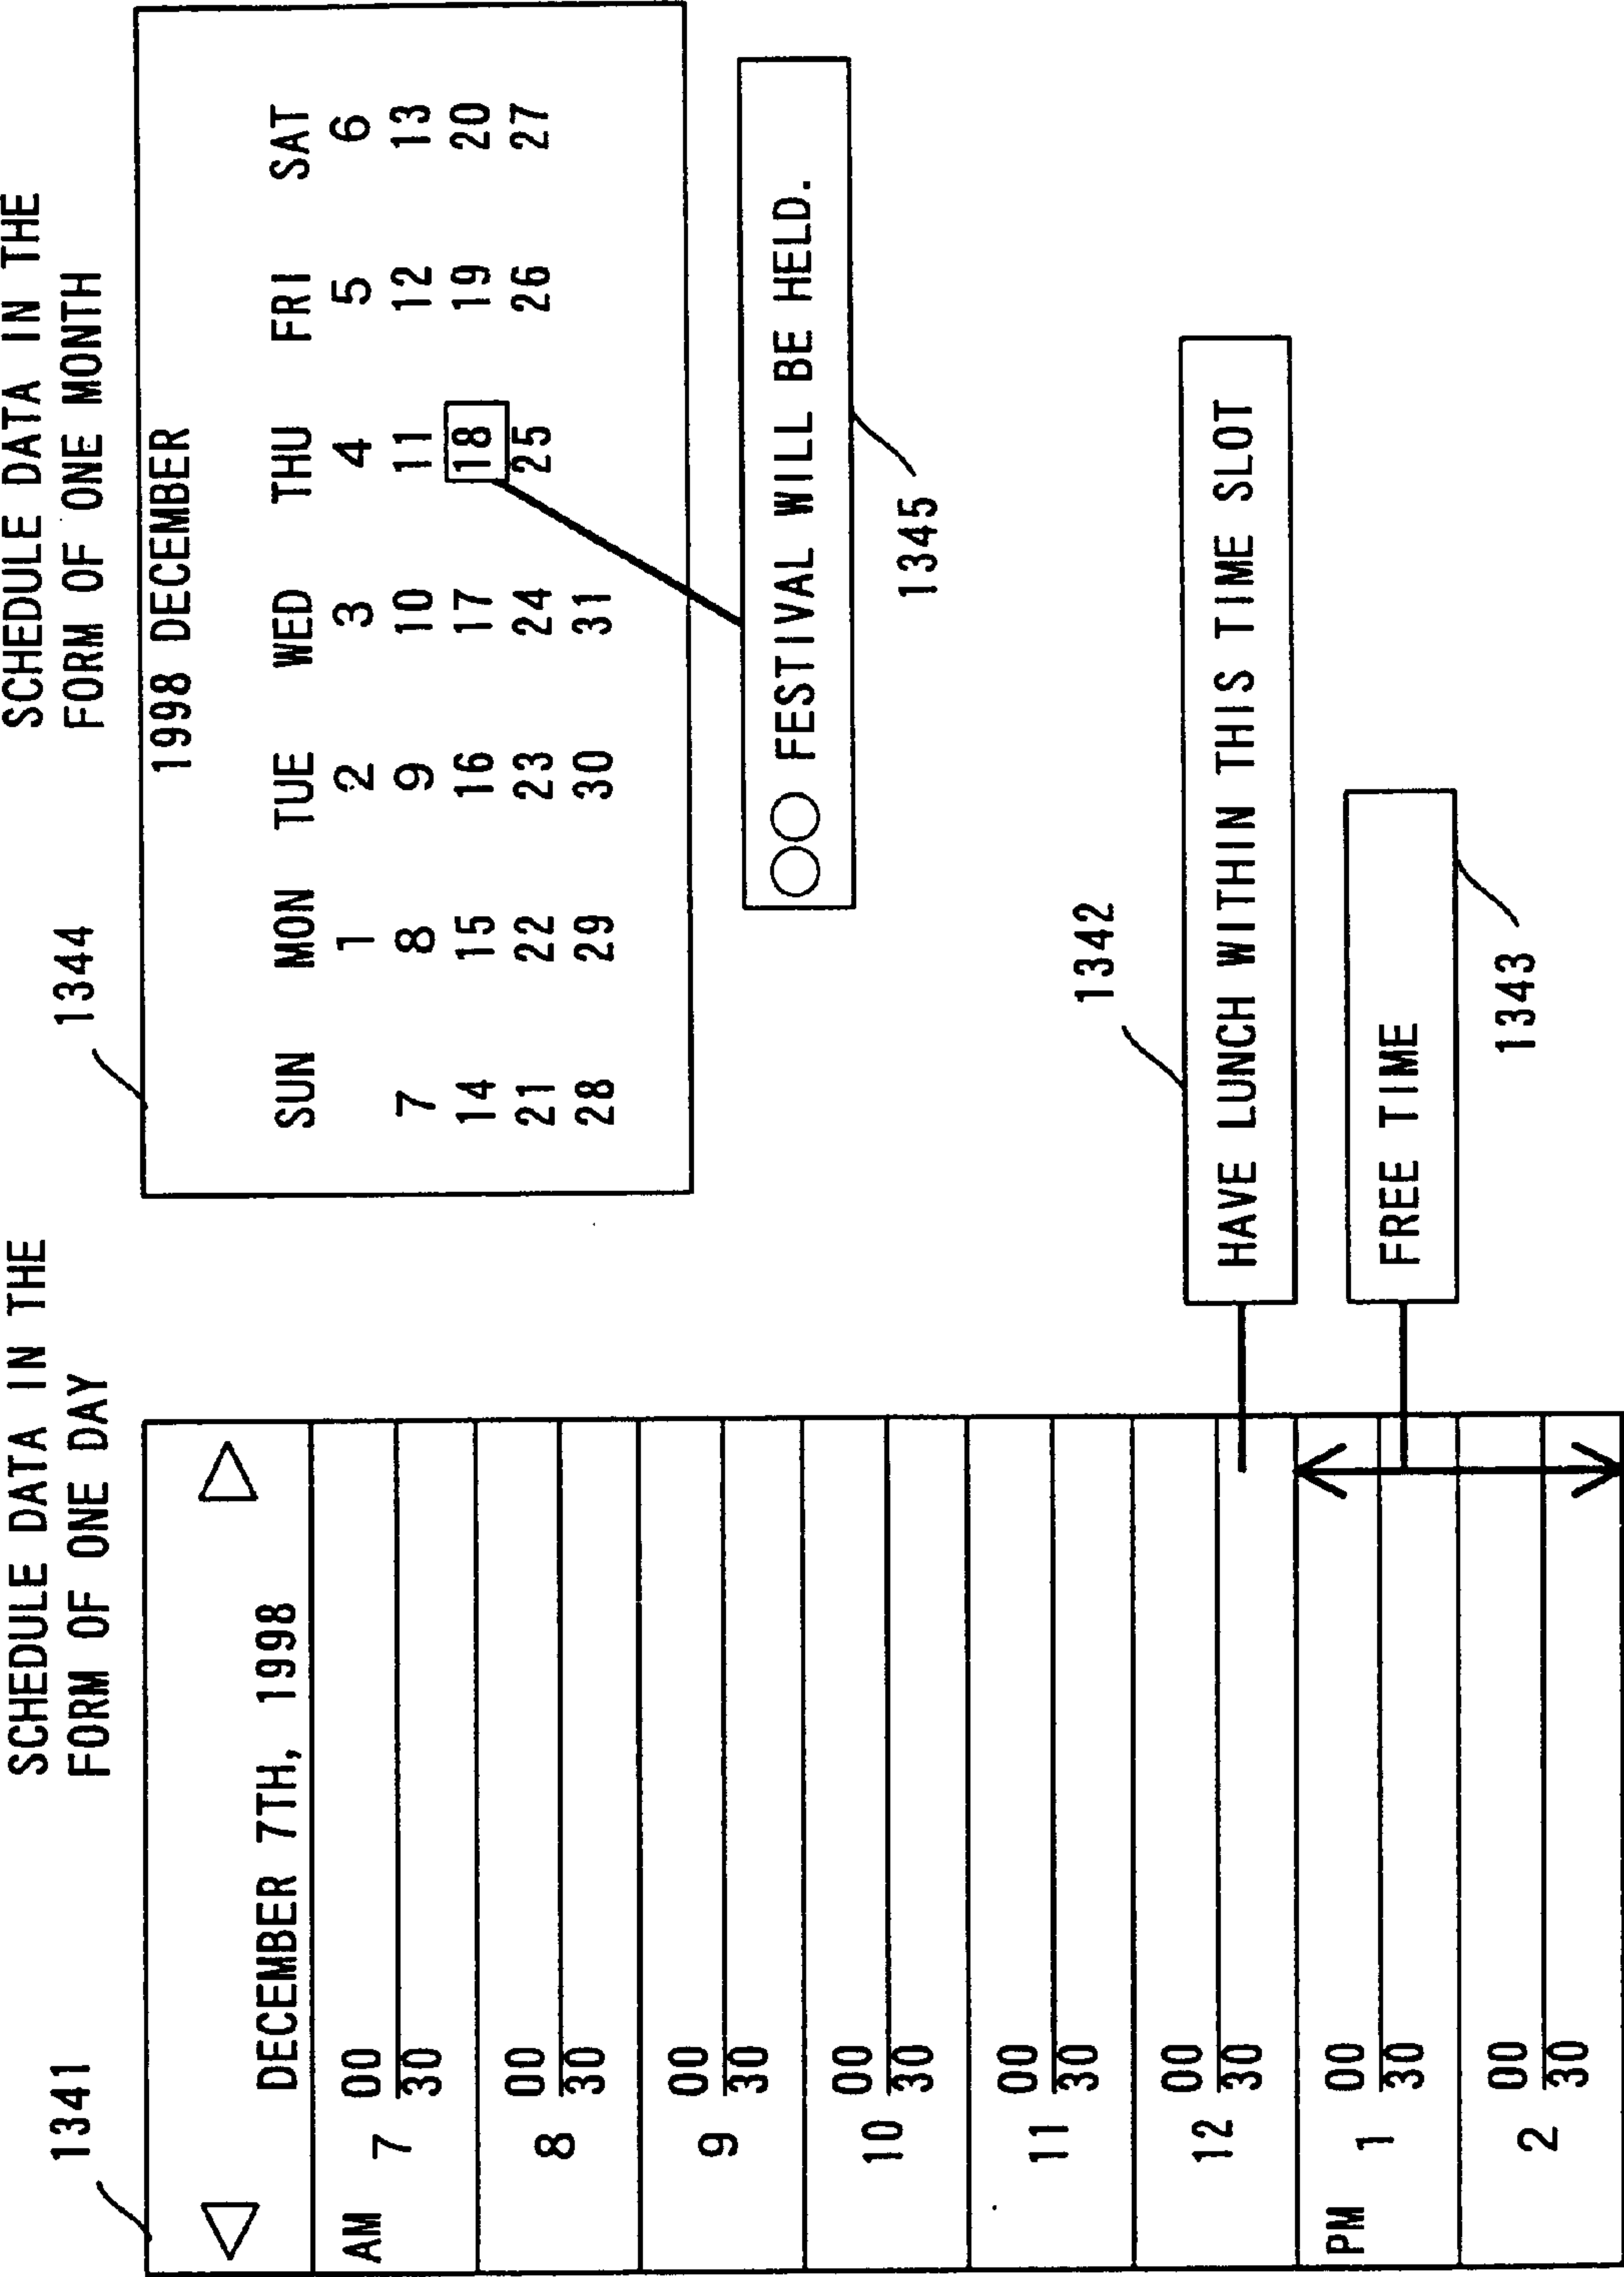 SCHEDULE DATA IN THE
FORM OF ONE DAY
1341
DECEMBER 7TH, 1998
AM
7 00
30
8 00
30
9 00
30
10 00
30
11 00
30
12 00
30
PM
1 00
30
2 00
30
SCHEDULE DATA IN THE
FORM OF ONE MONTH
1344
1998 DECEMBER
SUN MON TUE WED THU FRI SAT
1 2 3 4 5 6
7 8 9 10 11 12 13
14 15 16 17 18 19 20
21 22 23 24 25 26 27
28 29 30 31
○○ FESTIVAL WILL BE HELD.
1345
1342
HAVE LUNCH WITHIN THIS TIME SLOT
FREE TIME
1343